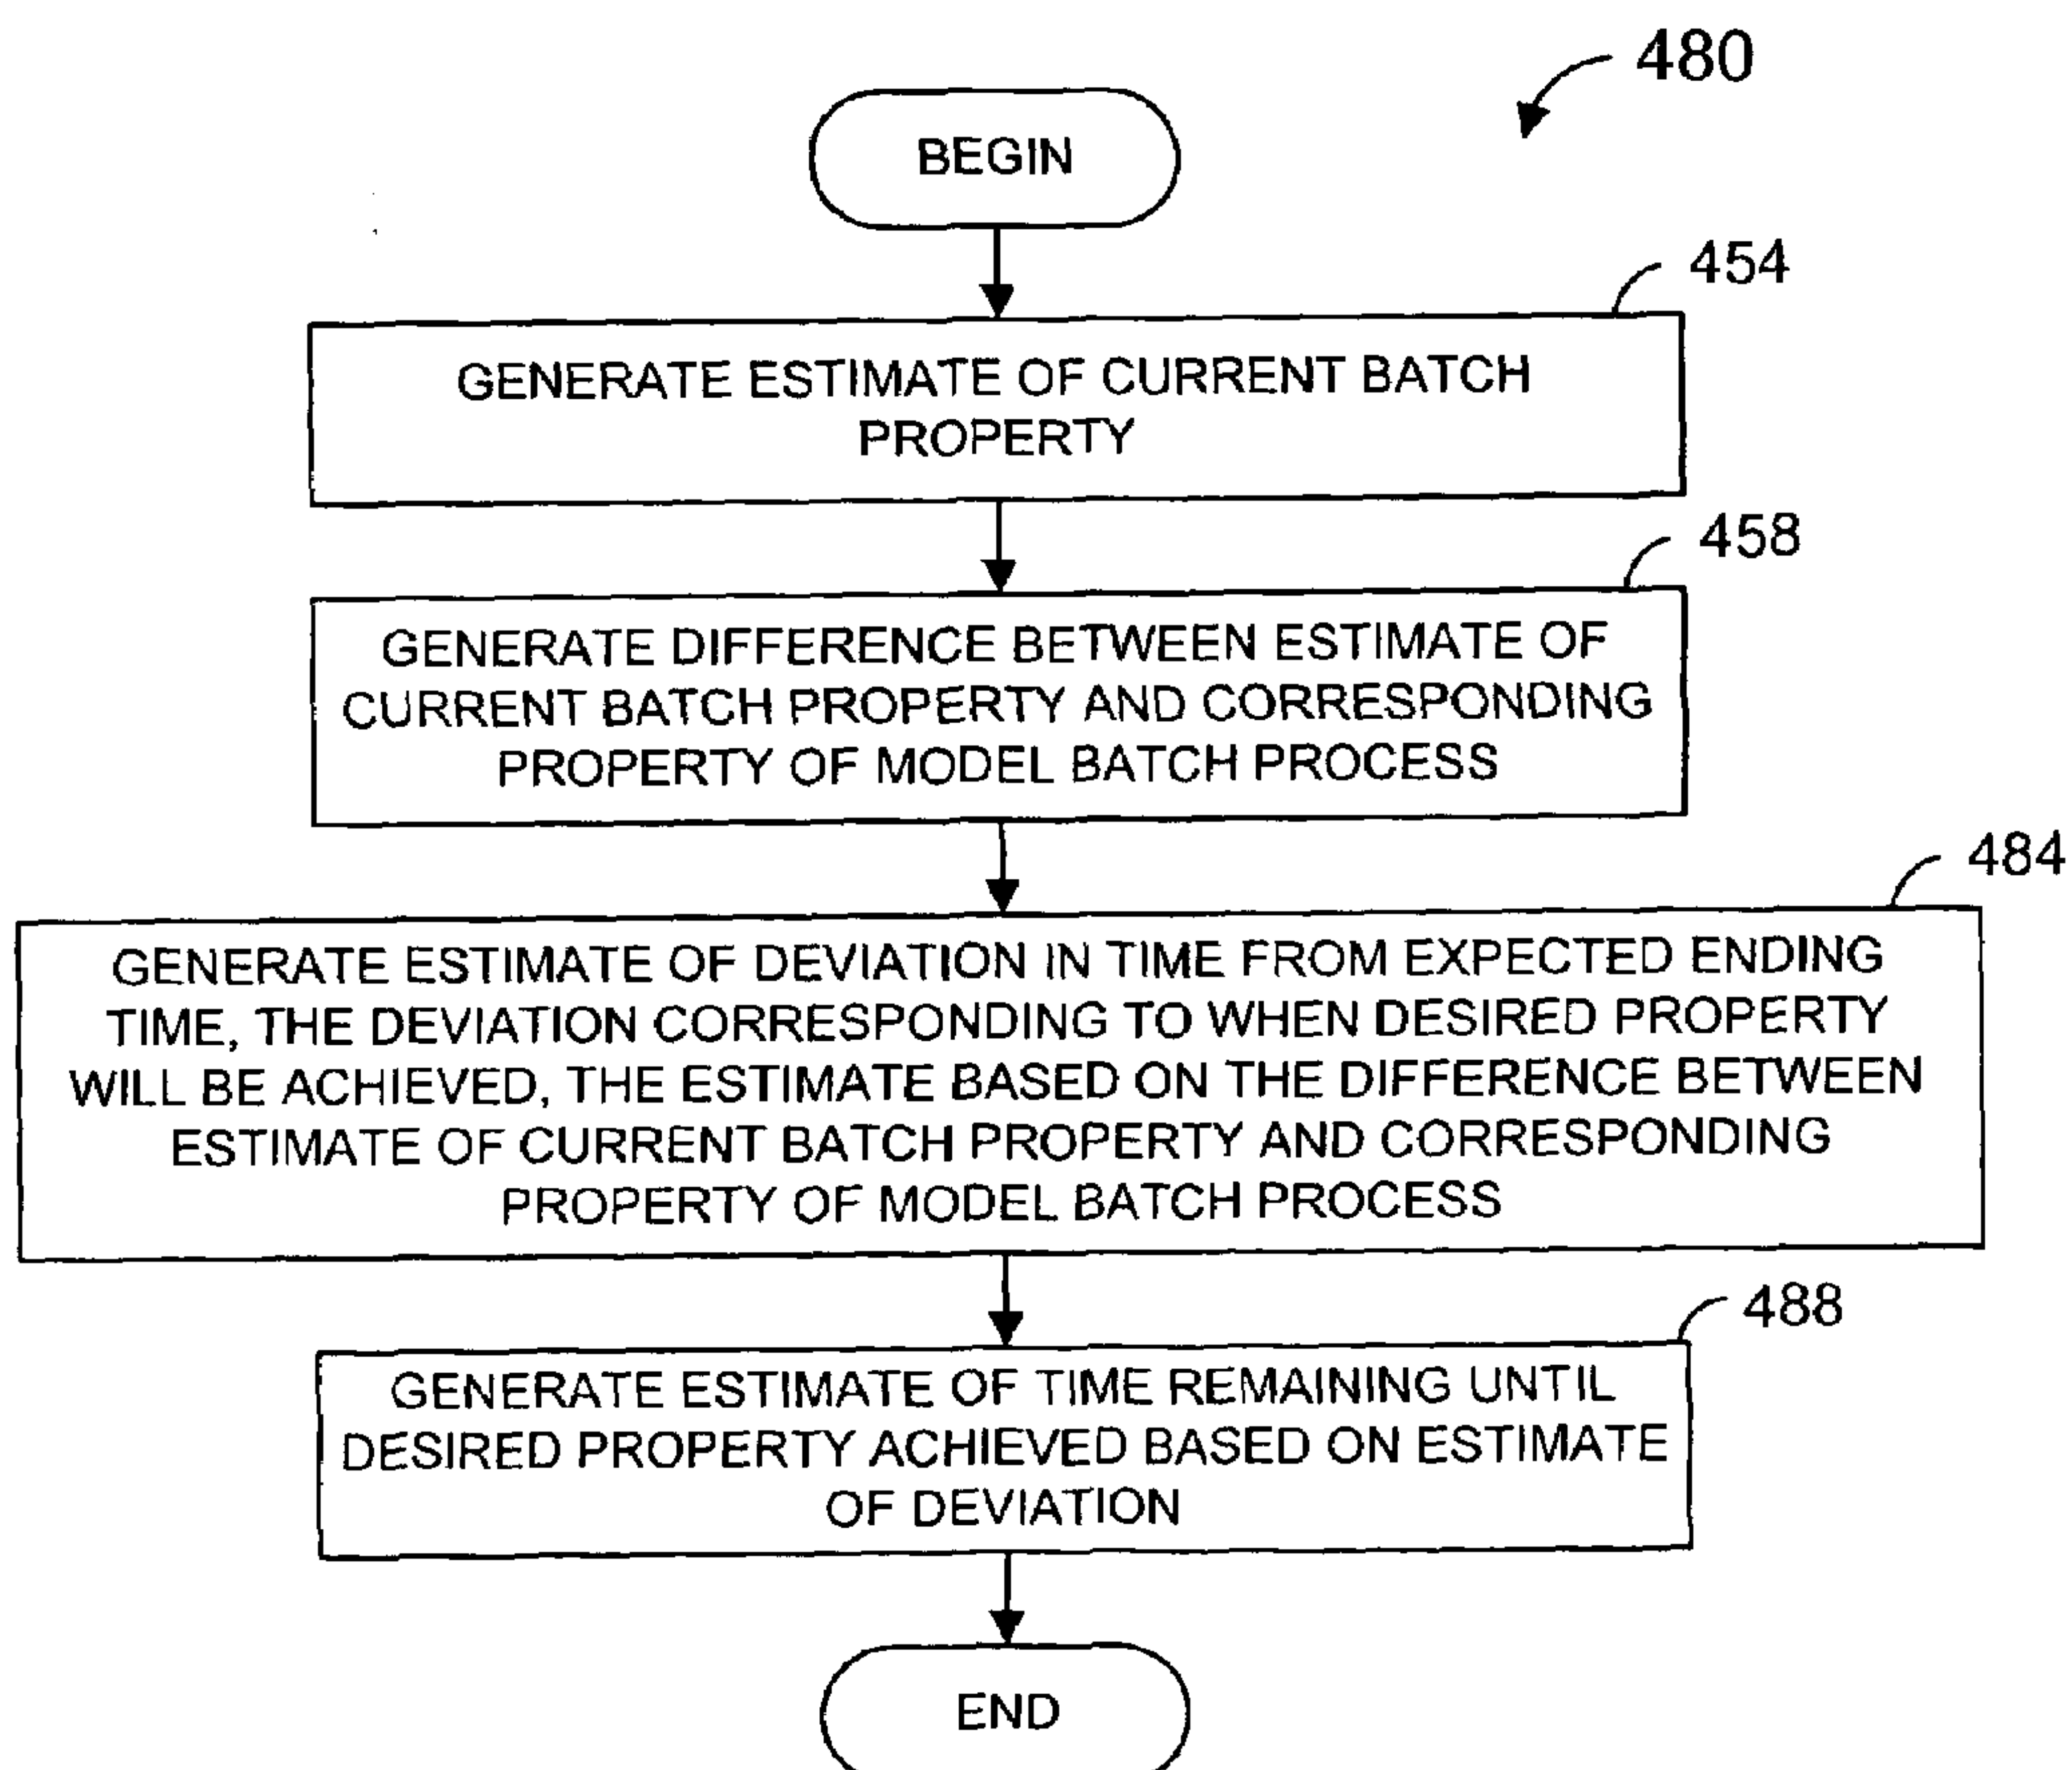 480
BEGIN
454
GENERATE ESTIMATE OF CURRENT BATCH
PROPERTY
458
GENERATE DIFFERENCE BETWEEN ESTIMATE OF
CURRENT BATCH PROPERTY AND CORRESPONDING
PROPERTY OF MODEL BATCH PROCESS
484
GENERATE ESTIMATE OF DEVIATION IN TIME FROM EXPECTED ENDING
TIME, THE DEVIATION CORRESPONDING TO WHEN DESIRED PROPERTY
WILL BE ACHIEVED, THE ESTIMATE BASED ON THE DIFFERENCE BETWEEN
ESTIMATE OF CURRENT BATCH PROPERTY AND CORRESPONDING
PROPERTY OF MODEL BATCH PROCESS
488
GENERATE ESTIMATE OF TIME REMAINING UNTIL
DESIRED PROPERTY ACHIEVED BASED ON ESTIMATE
OF DEVIATION
END